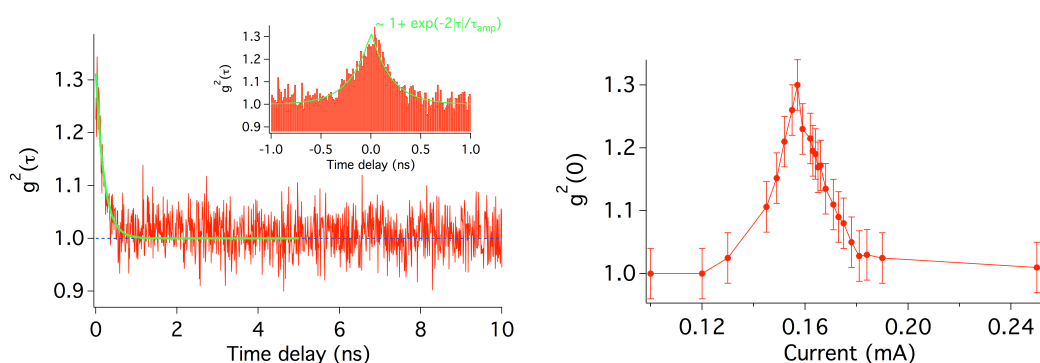 ~ 1+ exp(-2|τ|/τamp)
g²(τ)
1.3
1.2
1.1
1.0
0.9
-1.0 -0.5 0.0 0.5 1.0
Time delay (ns)
g²(τ)
1.3
1.2
1.1
1.0
0.9
0 2 4 6 8 10
Time delay (ns)
g²(0)
1.3
1.2
1.1
1.0
0.12 0.16 0.20 0.24
Current (mA)